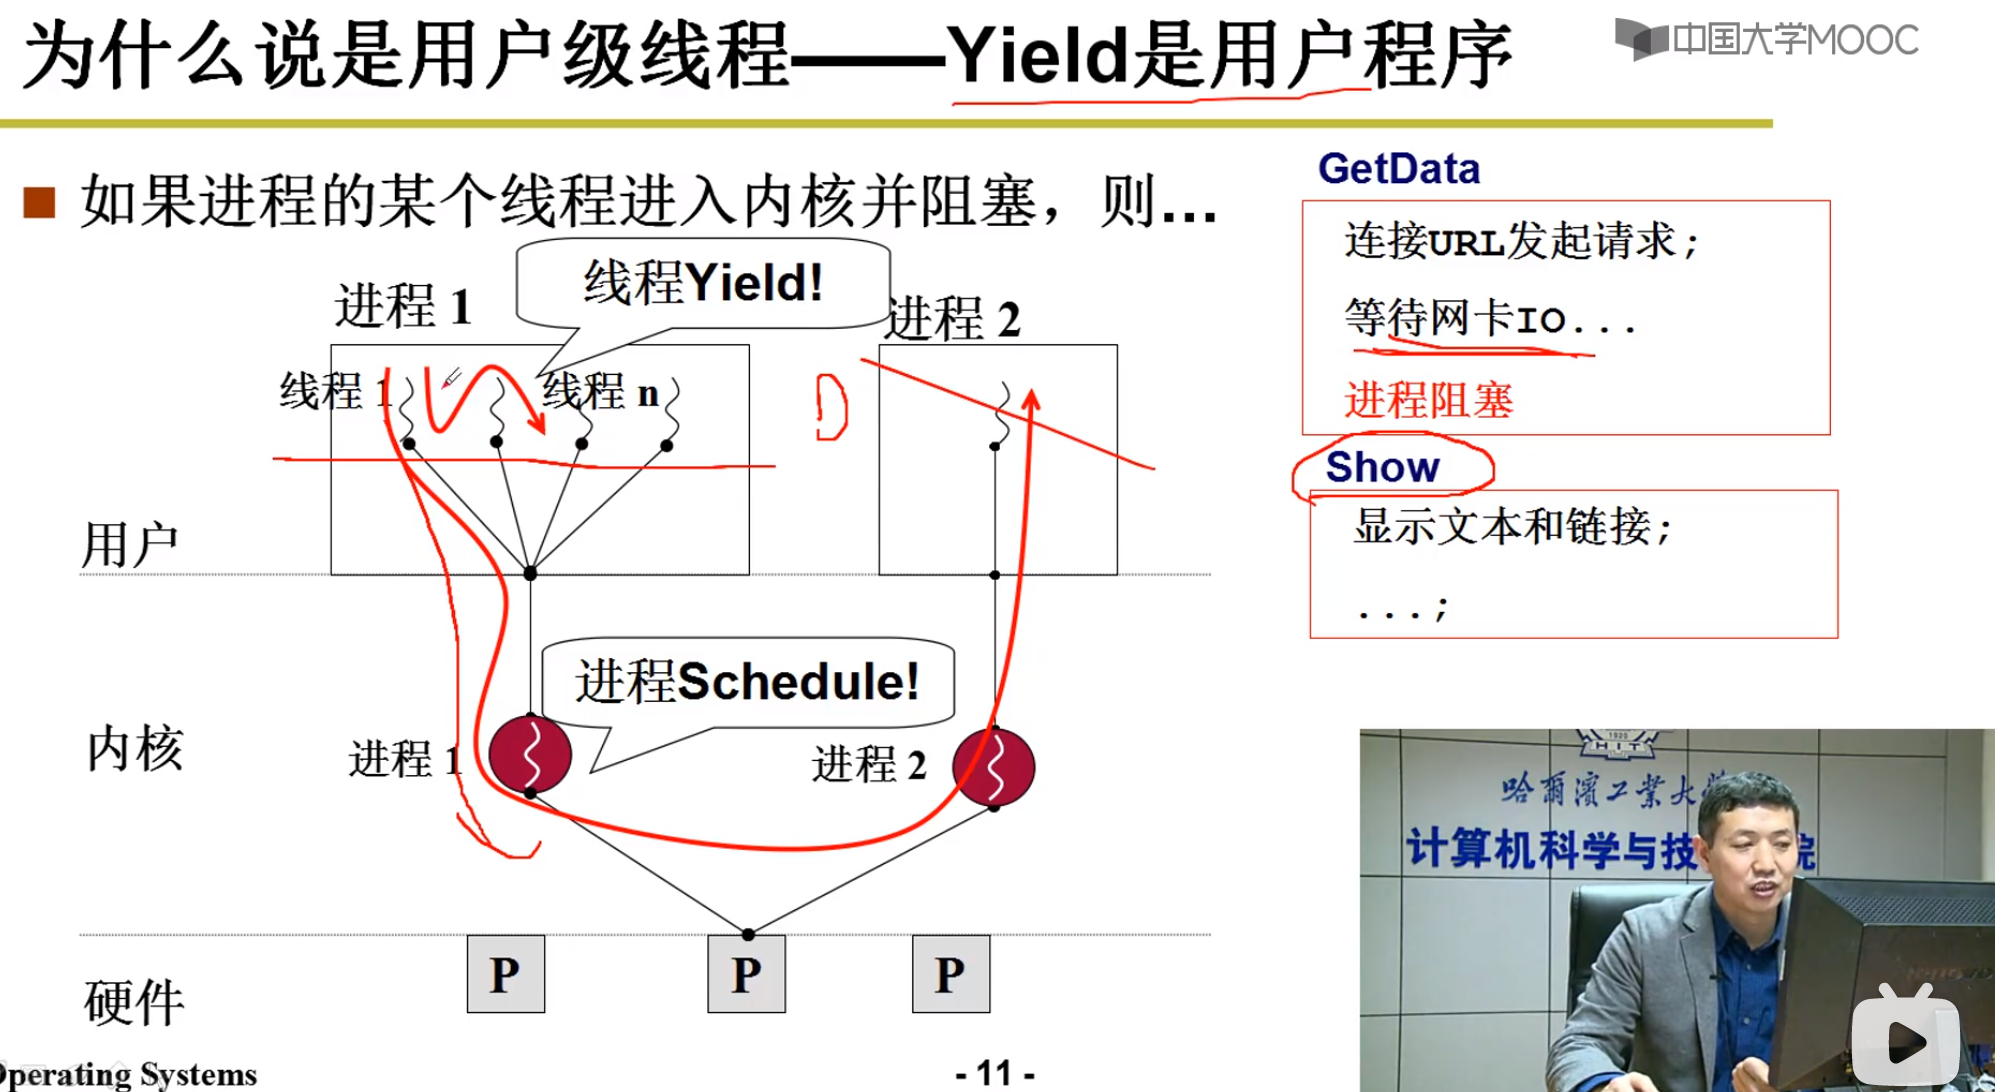 为什么说是用户级线程——Yield是用户程序
中国大学MOOC
如果进程的某个线程进入内核并阻塞，则...
GetData
连接URL发起请求;
等待网卡IO...
进程阻塞
Show
显示文本和链接;
...;
线程Yield!
进程 1
进程 2
线程 1
线程 n
用户
进程Schedule!
内核
进程 1
进程 2
硬件
P
P
P
1920
HIT
哈爾濱工業大学
计算机科学与技
院
Operating Systems
- 11 -